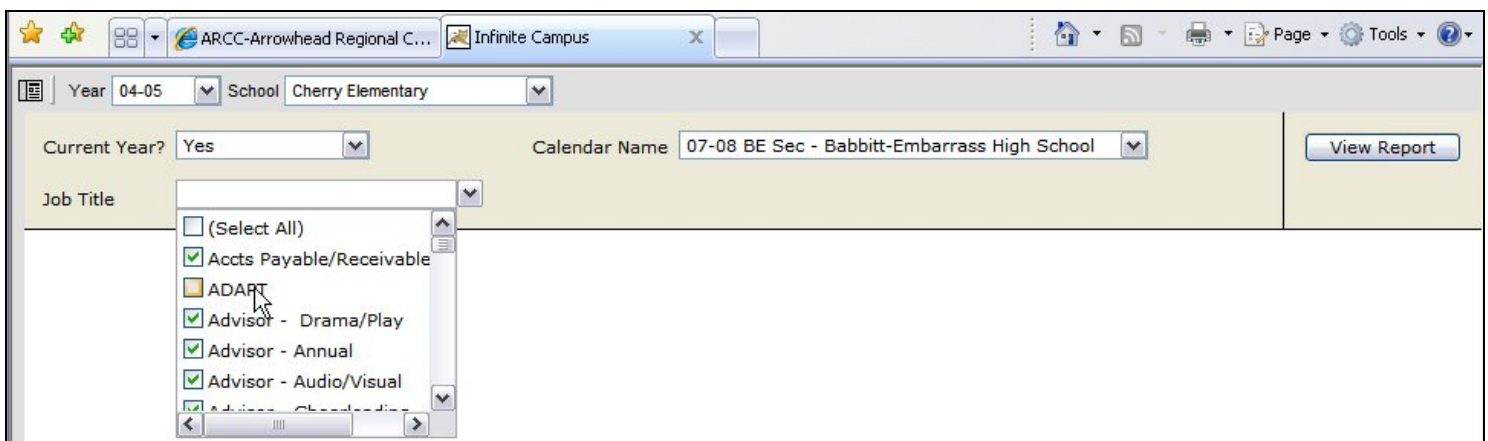 ARCC-Arrowhead Regional C... Infinite Campus Page Tools
Year 04-05 School Cherry Elementary
Current Year? Yes Calendar Name 07-08 BE Sec - Babbitt-Embarrass High School View Report
Job Title
(Select All)
Accts Payable/Receivable
ADAPT
Advisor - Drama/Play
Advisor - Annual
Advisor - Audio/Visual
Advisor - Cheerleading